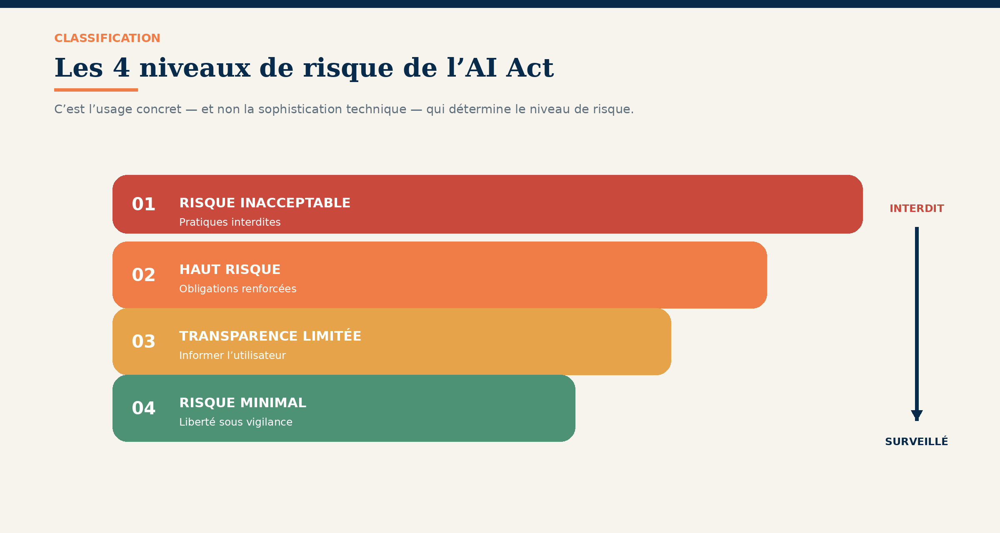 CLASSIFICATION
Les 4 niveaux de risque de l’AI Act
C’est l’usage concret — et non la sophistication technique — qui détermine le niveau de risque.
01
RISQUE INACCEPTABLE
Pratiques interdites
INTERDIT
02
HAUT RISQUE
Obligations renforcées
03
TRANSPARENCE LIMITÉE
Informer l’utilisateur
04
RISQUE MINIMAL
Liberté sous vigilance
SURVEILLÉ